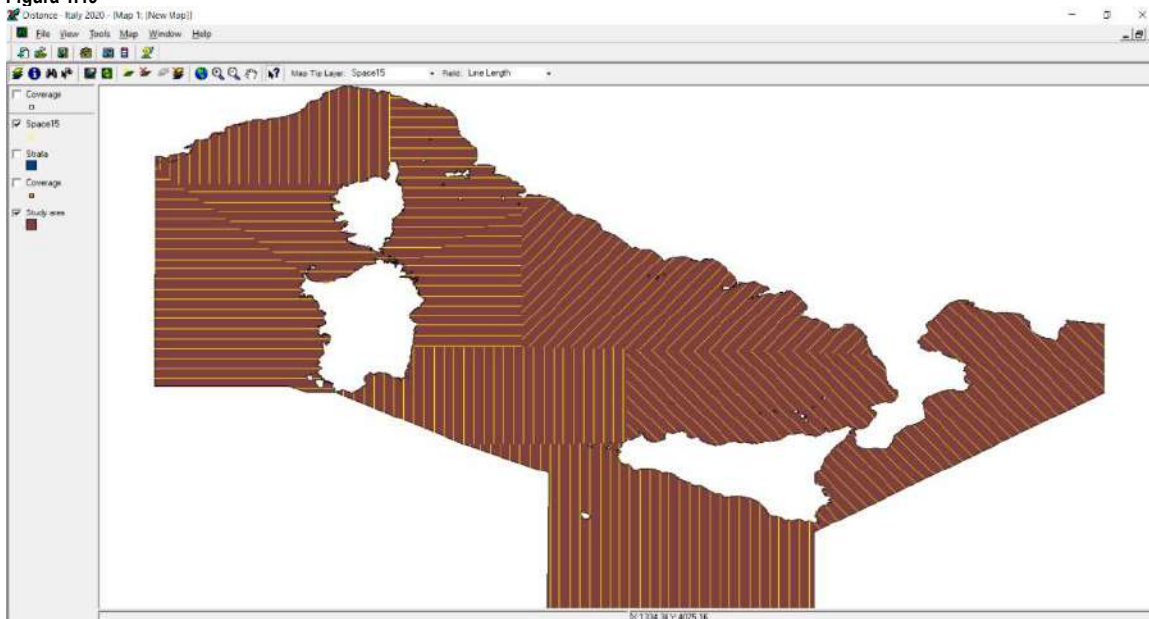 Figura 4.10
Distance - Italy 2020 - [Map 1: [New Map]]
File View Tools Map Window Help
Map Tip Layer: Space15 Field: Line Length
Coverage
Space15
Strata
Coverage
Study area